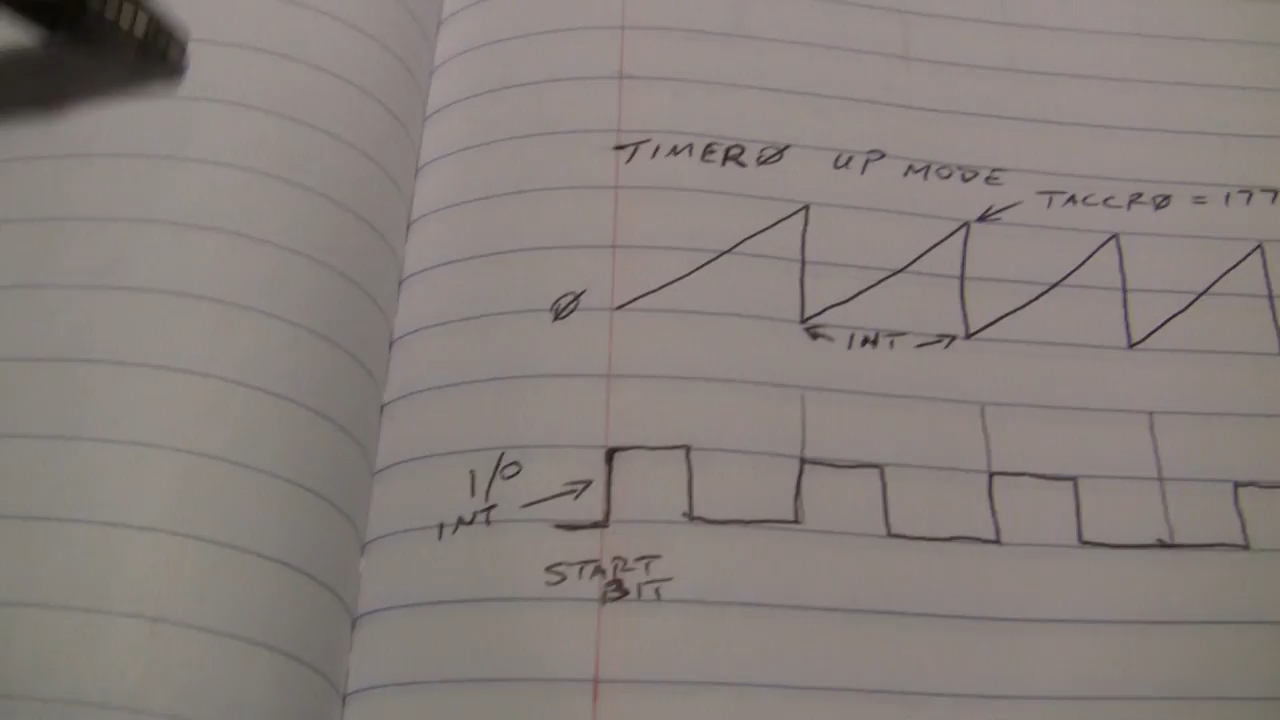 TIMERØ UP MODE
TACCRØ = 177
Ø
← INT →
I/O
INT →
START
BIT